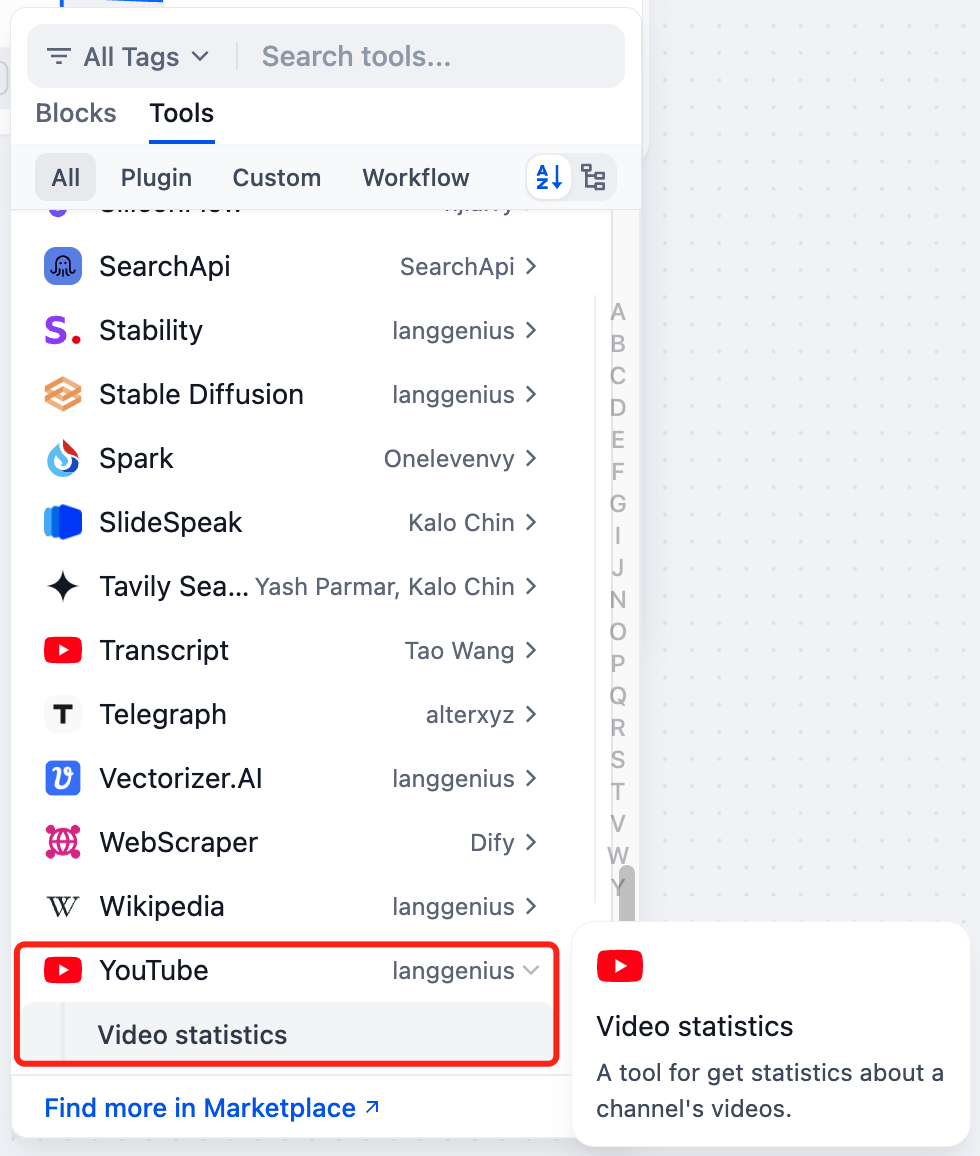 All Tags
Search tools...
Blocks
Tools
All
Plugin
Custom
Workflow
A
Z
SearchApi
SearchApi
Stability
langgenius
Stable Diffusion
langgenius
Spark
Onelevenvy
SlideSpeak
Kalo Chin
Tavily Sea...
Yash Parmar, Kalo Chin
Transcript
Tao Wang
T
Telegraph
alterxyz
Vectorizer.AI
langgenius
WebScraper
Dify
W
Wikipedia
langgenius
YouTube
langgenius
Video statistics
Find more in Marketplace
A
B
C
D
E
F
G
I
J
N
O
P
Q
R
S
T
V
W
Y
Video statistics
A tool for get statistics about a
channel's videos.